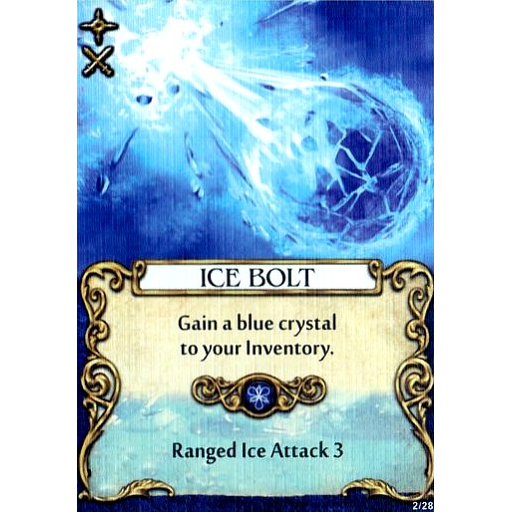 ICE BOLT
Gain a blue crystal
to your Inventory.
Ranged Ice Attack 3
2/28